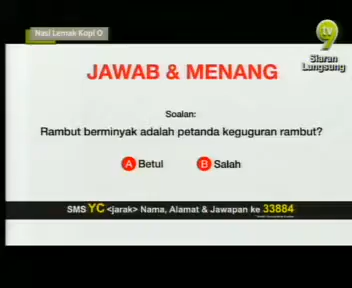 Nasi Lemak Kopi O
tv9
Siaran
Langsung
JAWAB & MENANG
Soalan:
Rambut berminyak adalah petanda keguguran rambut?
A Betul
B Salah
SMS YC <jarak> Nama, Alamat & Jawapan ke 33884